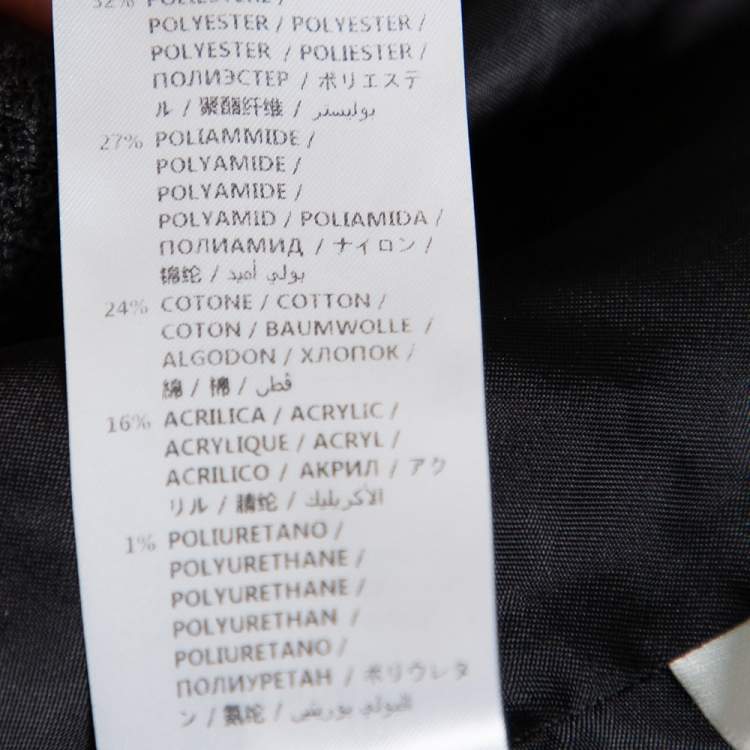 32% POLIESTERE /
POLYESTER / POLYESTER /
POLYESTER / POLIESTER /
ПОЛИЭСТЕР / ポリエステ
ル / 聚酯纤维 / بوليستر
27% POLIAMMIDE /
POLYAMIDE /
POLYAMIDE /
POLYAMID / POLIAMIDA /
ПОЛИАМИД / ナイロン /
锦纶 / بولي أميد
24% COTONE / COTTON /
COTON / BAUMWOLLE /
ALGODON / ХЛОПОК /
綿 / 棉 / قطن
16% ACRILICA / ACRYLIC /
ACRYLIQUE / ACRYL /
ACRILICO / АКРИЛ / アク
リル / 腈纶 / الأكريليك
1% POLIURETANO /
POLYURETHANE /
POLYURETHANE /
POLYURETHAN /
POLIURETANO /
ПОЛИУРЕТАН / ポリウレタ
ン / 氨纶 /